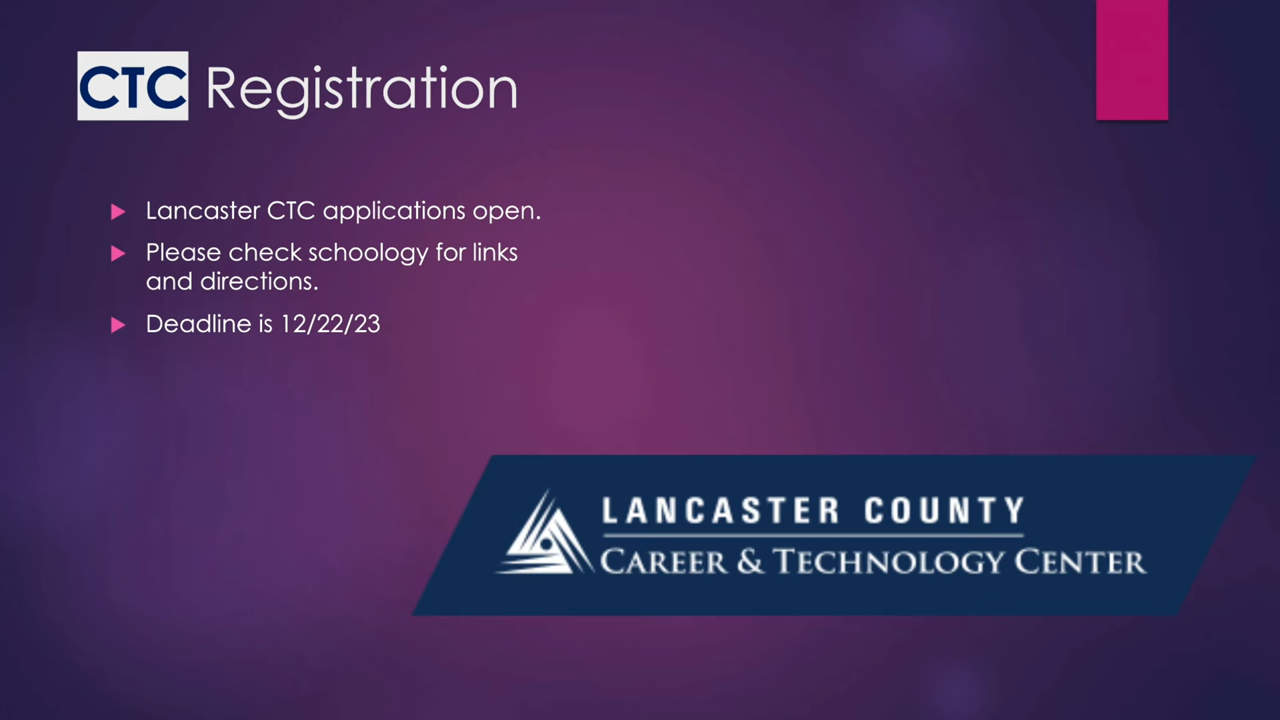 CTC Registration
Lancaster CTC applications open.
Please check schoology for links
and directions.
Deadline is 12/22/23
LANCASTER COUNTY
CAREER & TECHNOLOGY CENTER